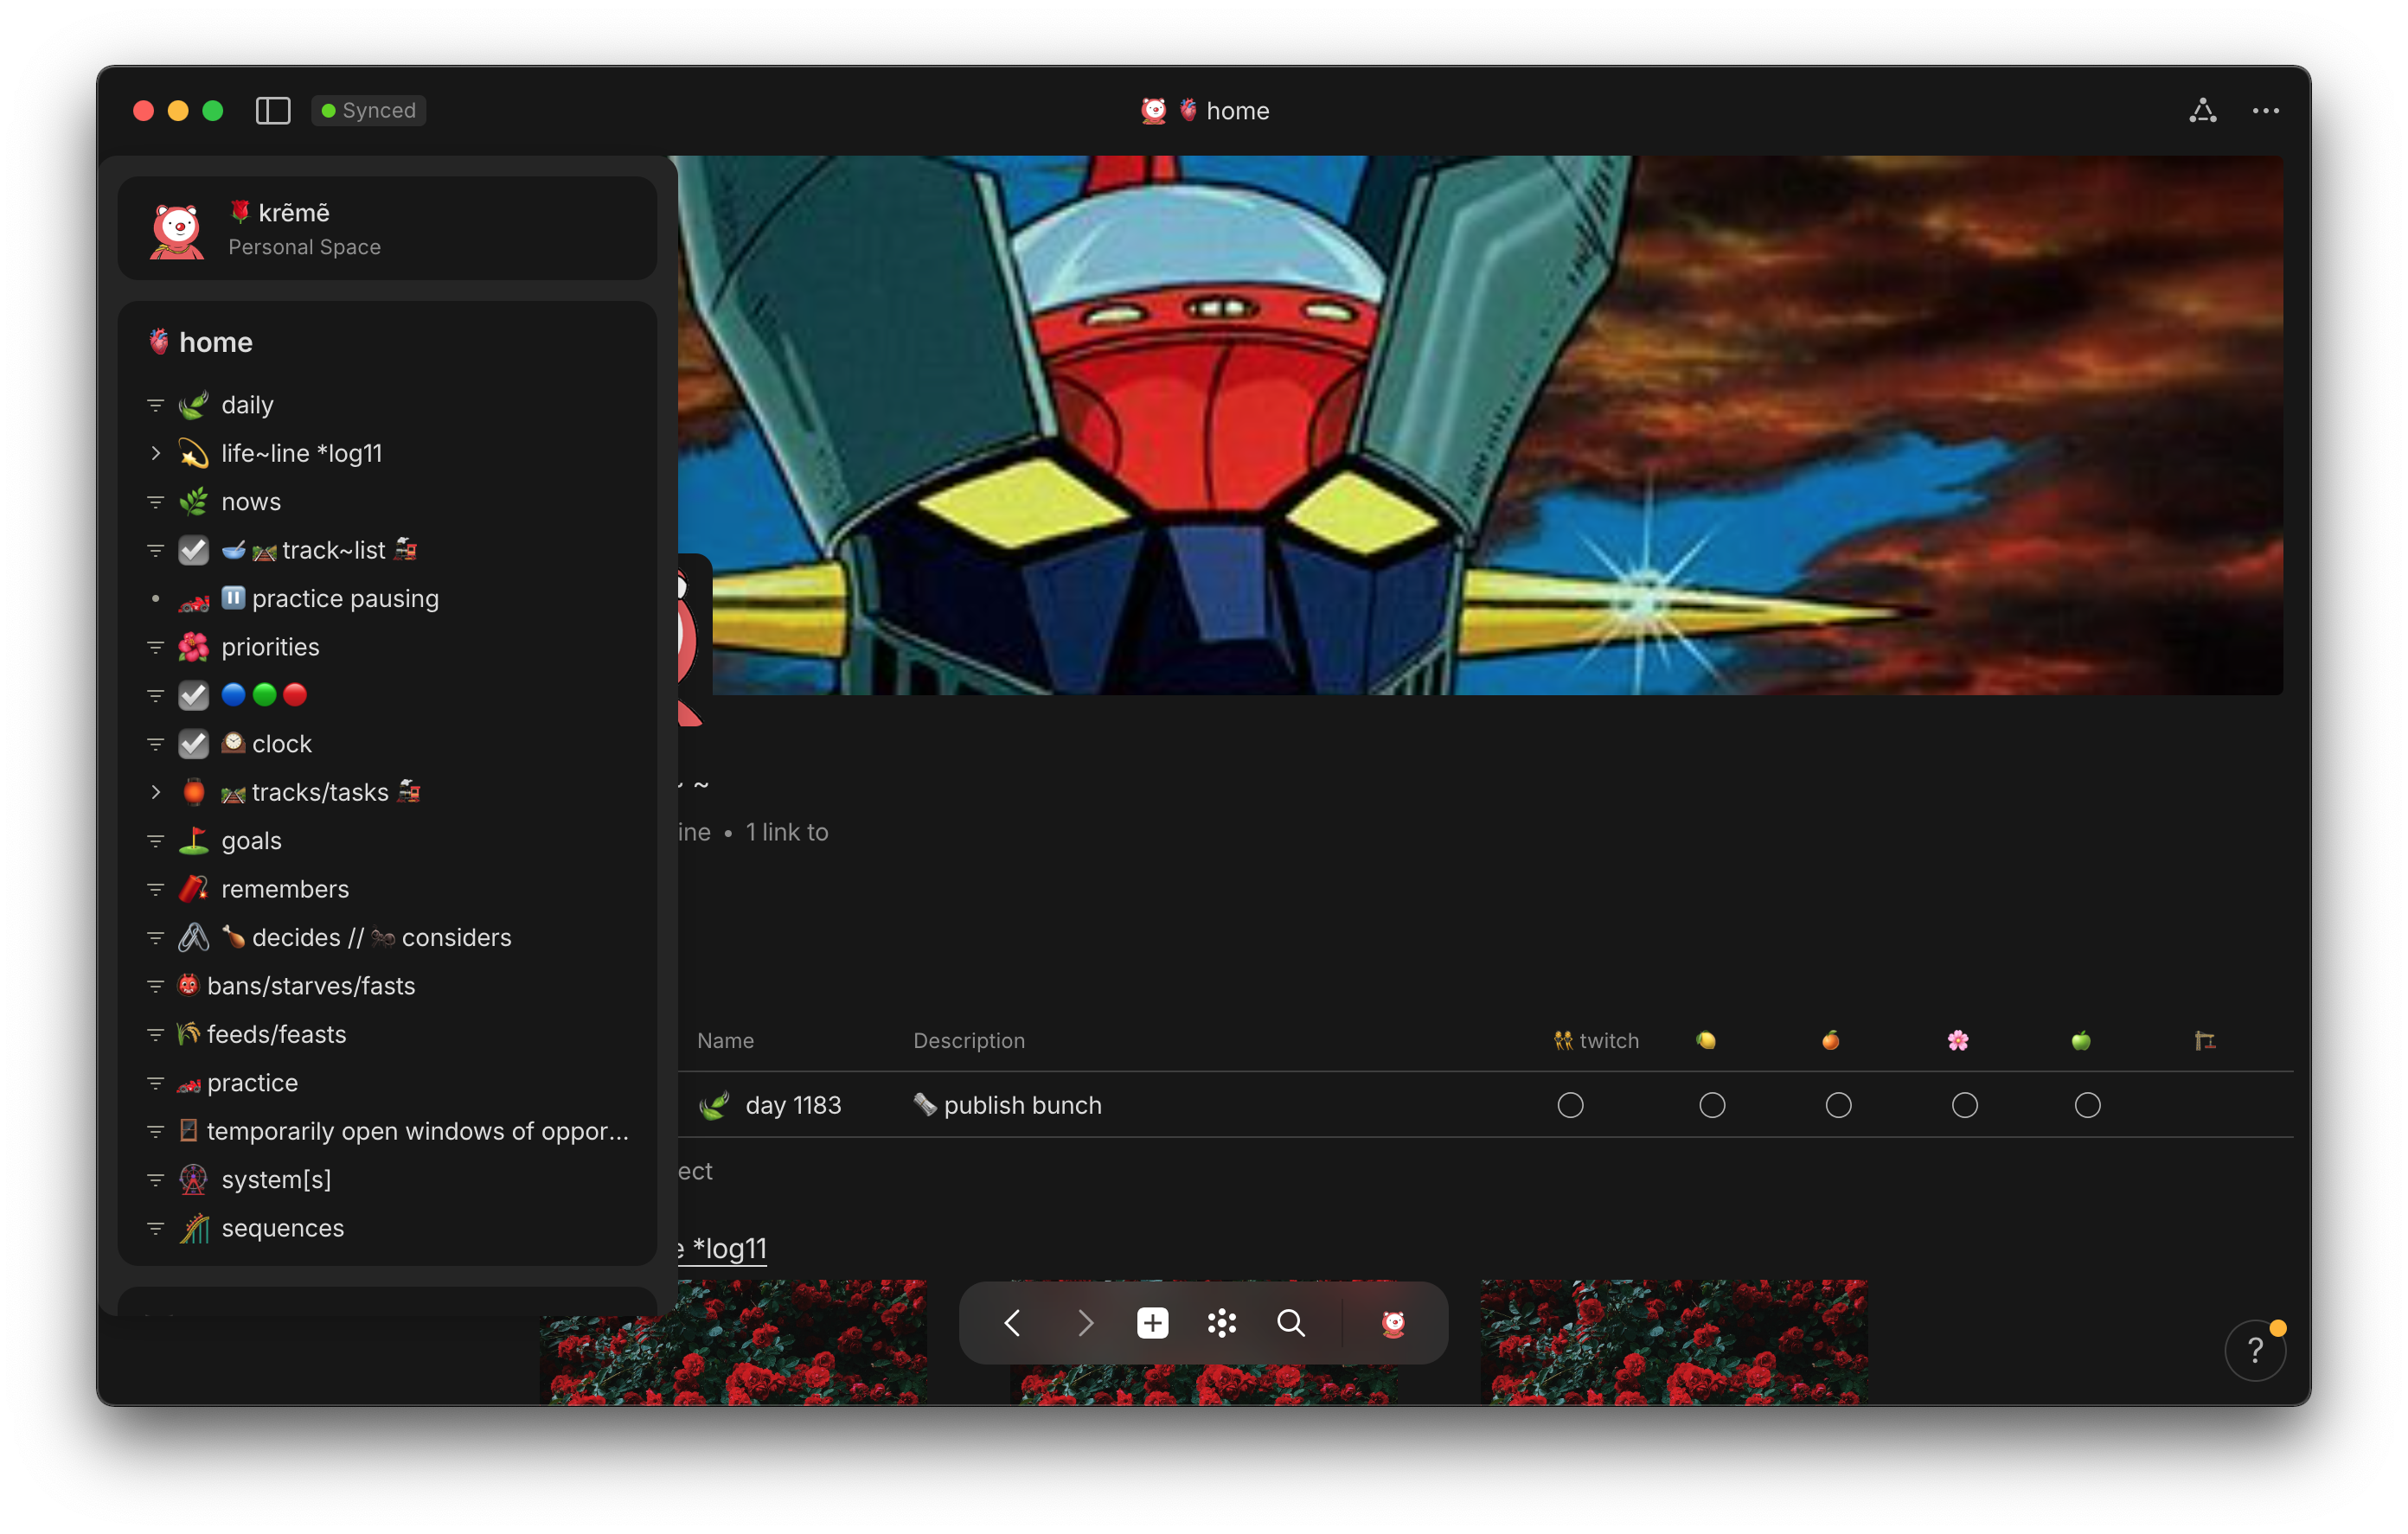 Synced
home
krẽmẽ
Personal Space
home
daily
life~line *log11
nows
track~list
practice pausing
priorities
clock
tracks/tasks
goals
remembers
decides // considers
bans/starves/fasts
feeds/feasts
practice
temporarily open windows of oppor...
system[s]
sequences
~
ine • 1 link to
Name Description twitch
day 1183 publish bunch
ect
e *log11
?